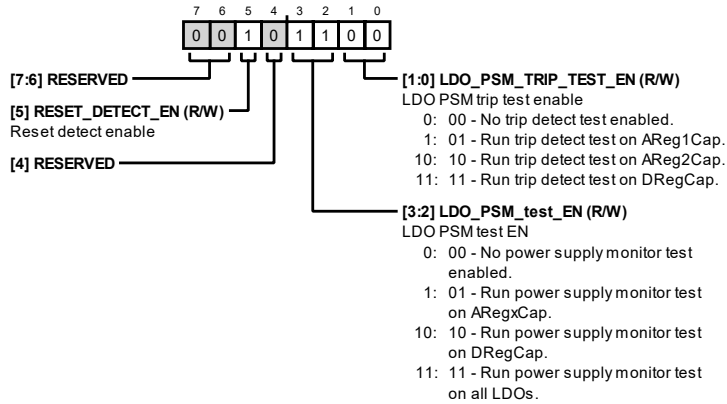 7 6 5 4 3 2 1 0
0 0 1 0 1 1 0 0
[7:6] RESERVED
[5] RESET_DETECT_EN (R/W)
Reset detect enable
[4] RESERVED
[1:0] LDO_PSM_TRIP_TEST_EN (R/W)
LDO PSM trip test enable
0: 00 - No trip detect test enabled.
1: 01 - Run trip detect test on AReg1Cap.
10: 10 - Run trip detect test on AReg2Cap.
11: 11 - Run trip detect test on DRegCap.
[3:2] LDO_PSM_test_EN (R/W)
LDO PSM test EN
0: 00 - No power supply monitor test
enabled.
1: 01 - Run power supply monitor test
on ARegxCap.
10: 10 - Run power supply monitor test
on DRegCap.
11: 11 - Run power supply monitor test
on all LDOs.